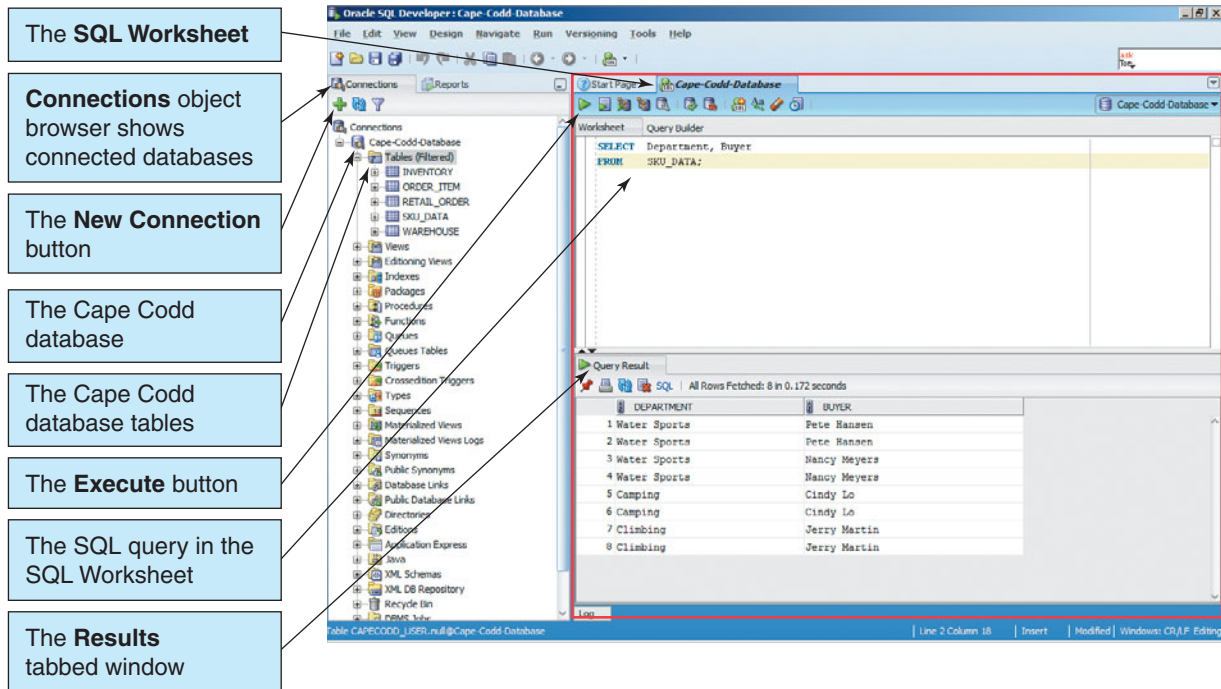 The SQL Worksheet
Connections object
browser shows
connected databases
The New Connection
button
The Cape Codd
database
The Cape Codd
database tables
The Execute button
The SQL query in the
SQL Worksheet
The Results
tabbed window
Oracle SQL Developer : Cape-Codd-Database
File Edit View Design Navigate Run Versioning Tools Help
Connections Reports
Connections
Cape-Codd-Database
Tables (Filtered)
INVENTORY
ORDER_ITEM
RETAIL_ORDER
SKU_DATA
WAREHOUSE
Views
Editioning Views
Indexes
Packages
Procedures
Functions
Queues
Queues Tables
Triggers
Crossedition Triggers
Types
Sequences
Materialized Views
Materialized Views Logs
Synonyms
Public Synonyms
Database Links
Public Database Links
Directories
Editions
Application Express
Java
XML Schemas
XML DB Repository
Recycle Bin
DBMS Jobs
Start Page Cape-Codd-Database
Cape-Codd-Database
Worksheet Query Builder
SELECT Department, Buyer
FROM SKU_DATA;
Query Result
SQL | All Rows Fetched: 8 in 0.172 seconds
DEPARTMENT BUYER
1 Water Sports Pete Hansen
2 Water Sports Pete Hansen
3 Water Sports Nancy Meyers
4 Water Sports Nancy Meyers
5 Camping Cindy Lo
6 Camping Cindy Lo
7 Climbing Jerry Martin
8 Climbing Jerry Martin
Log
Table CAPECODD_USER.null@Cape-Codd-Database
Line 2 Column 18 | Insert | Modified | Windows: CR/LF Editing